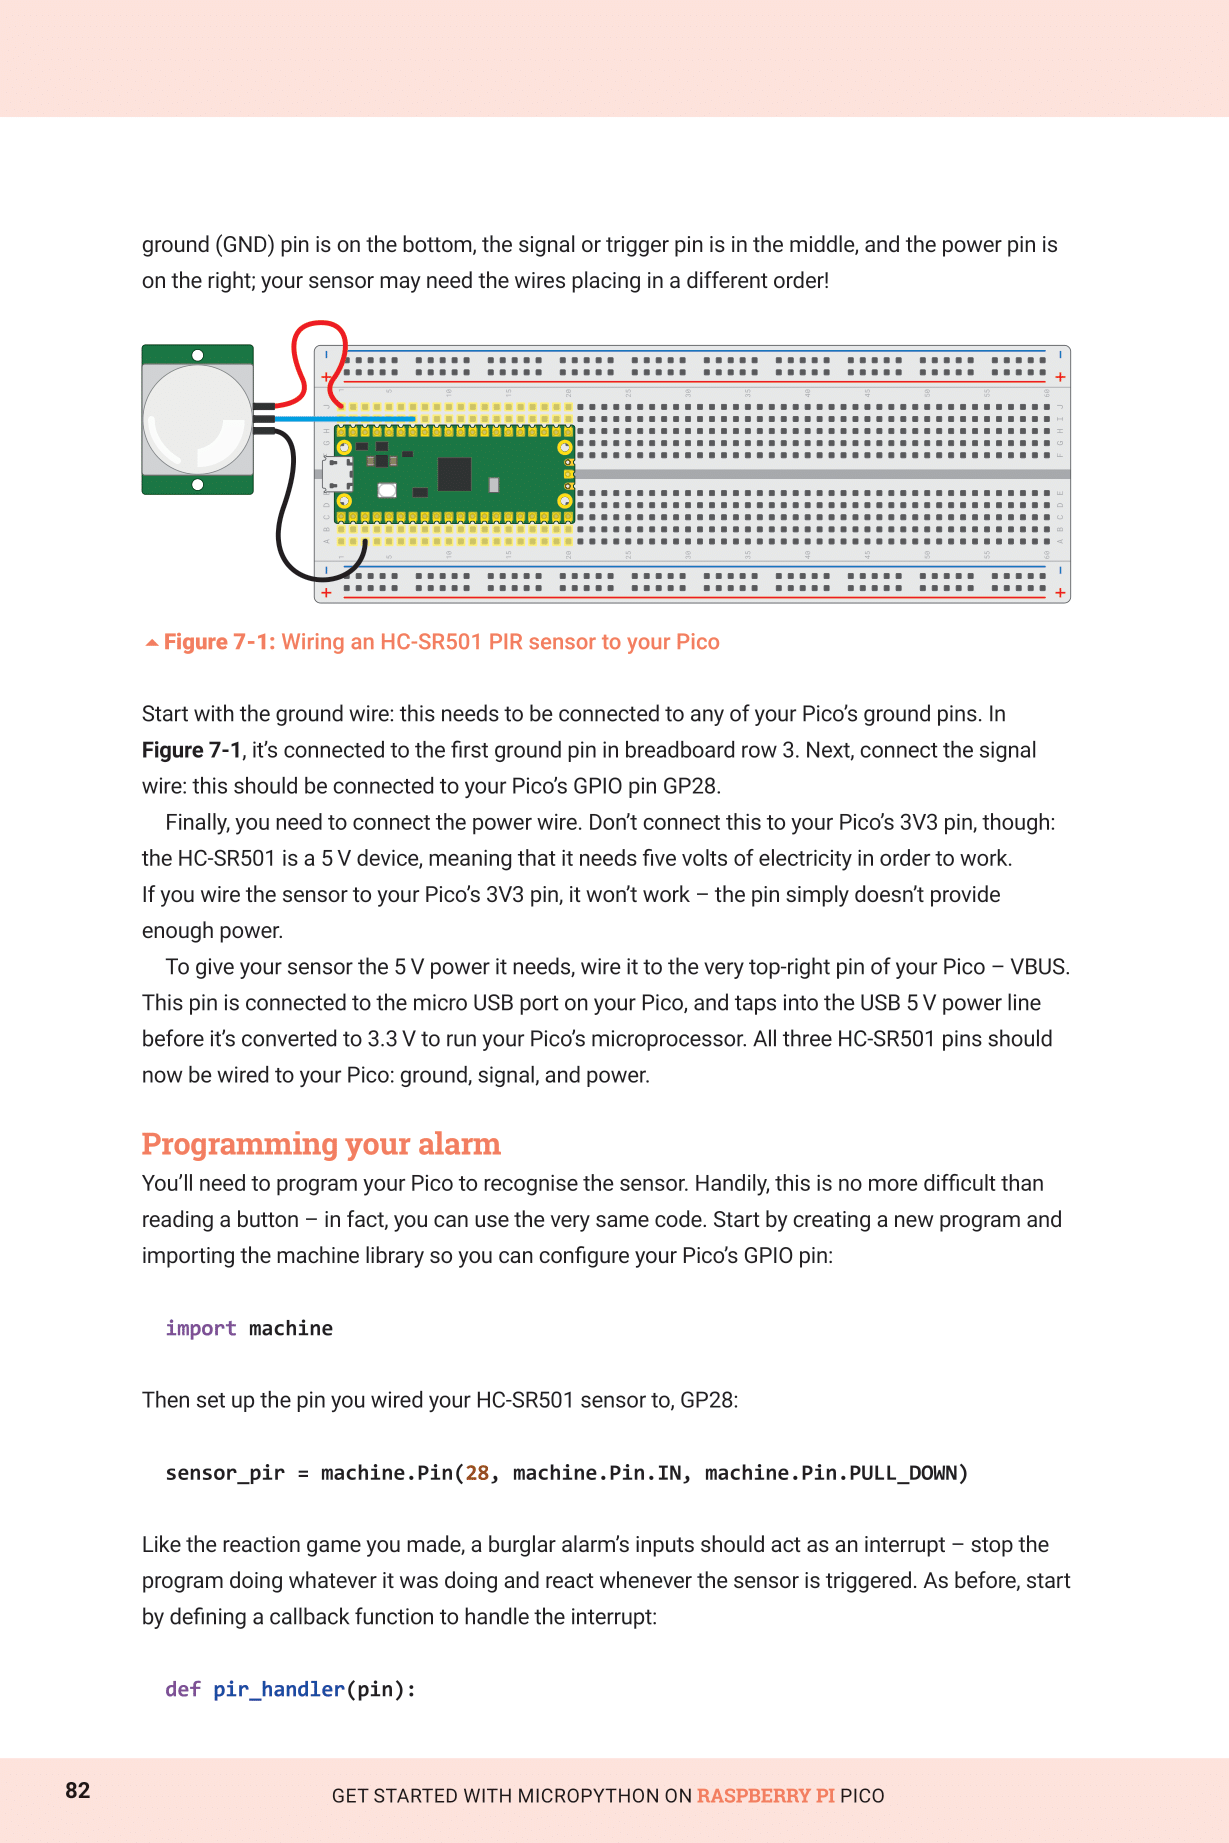 ground (GND) pin is on the bottom, the signal or trigger pin is in the middle, and the power pin is
on the right; your sensor may need the wires placing in a different order!
Figure 7-1: Wiring an HC-SR501 PIR sensor to your Pico
Start with the ground wire: this needs to be connected to any of your Pico’s ground pins. In
Figure 7-1, it’s connected to the first ground pin in breadboard row 3. Next, connect the signal
wire: this should be connected to your Pico’s GPIO pin GP28.
Finally, you need to connect the power wire. Don’t connect this to your Pico’s 3V3 pin, though:
the HC-SR501 is a 5 V device, meaning that it needs five volts of electricity in order to work.
If you wire the sensor to your Pico’s 3V3 pin, it won’t work – the pin simply doesn’t provide
enough power.
To give your sensor the 5 V power it needs, wire it to the very top-right pin of your Pico – VBUS.
This pin is connected to the micro USB port on your Pico, and taps into the USB 5 V power line
before it’s converted to 3.3 V to run your Pico’s microprocessor. All three HC-SR501 pins should
now be wired to your Pico: ground, signal, and power.
Programming your alarm
You’ll need to program your Pico to recognise the sensor. Handily, this is no more difficult than
reading a button – in fact, you can use the very same code. Start by creating a new program and
importing the machine library so you can configure your Pico’s GPIO pin:
import machine
Then set up the pin you wired your HC-SR501 sensor to, GP28:
sensor_pir = machine.Pin(28, machine.Pin.IN, machine.Pin.PULL_DOWN)
Like the reaction game you made, a burglar alarm’s inputs should act as an interrupt – stop the
program doing whatever it was doing and react whenever the sensor is triggered. As before, start
by defining a callback function to handle the interrupt:
def pir_handler(pin):
82
GET STARTED WITH MICROPYTHON ON RASPBERRY PI PICO